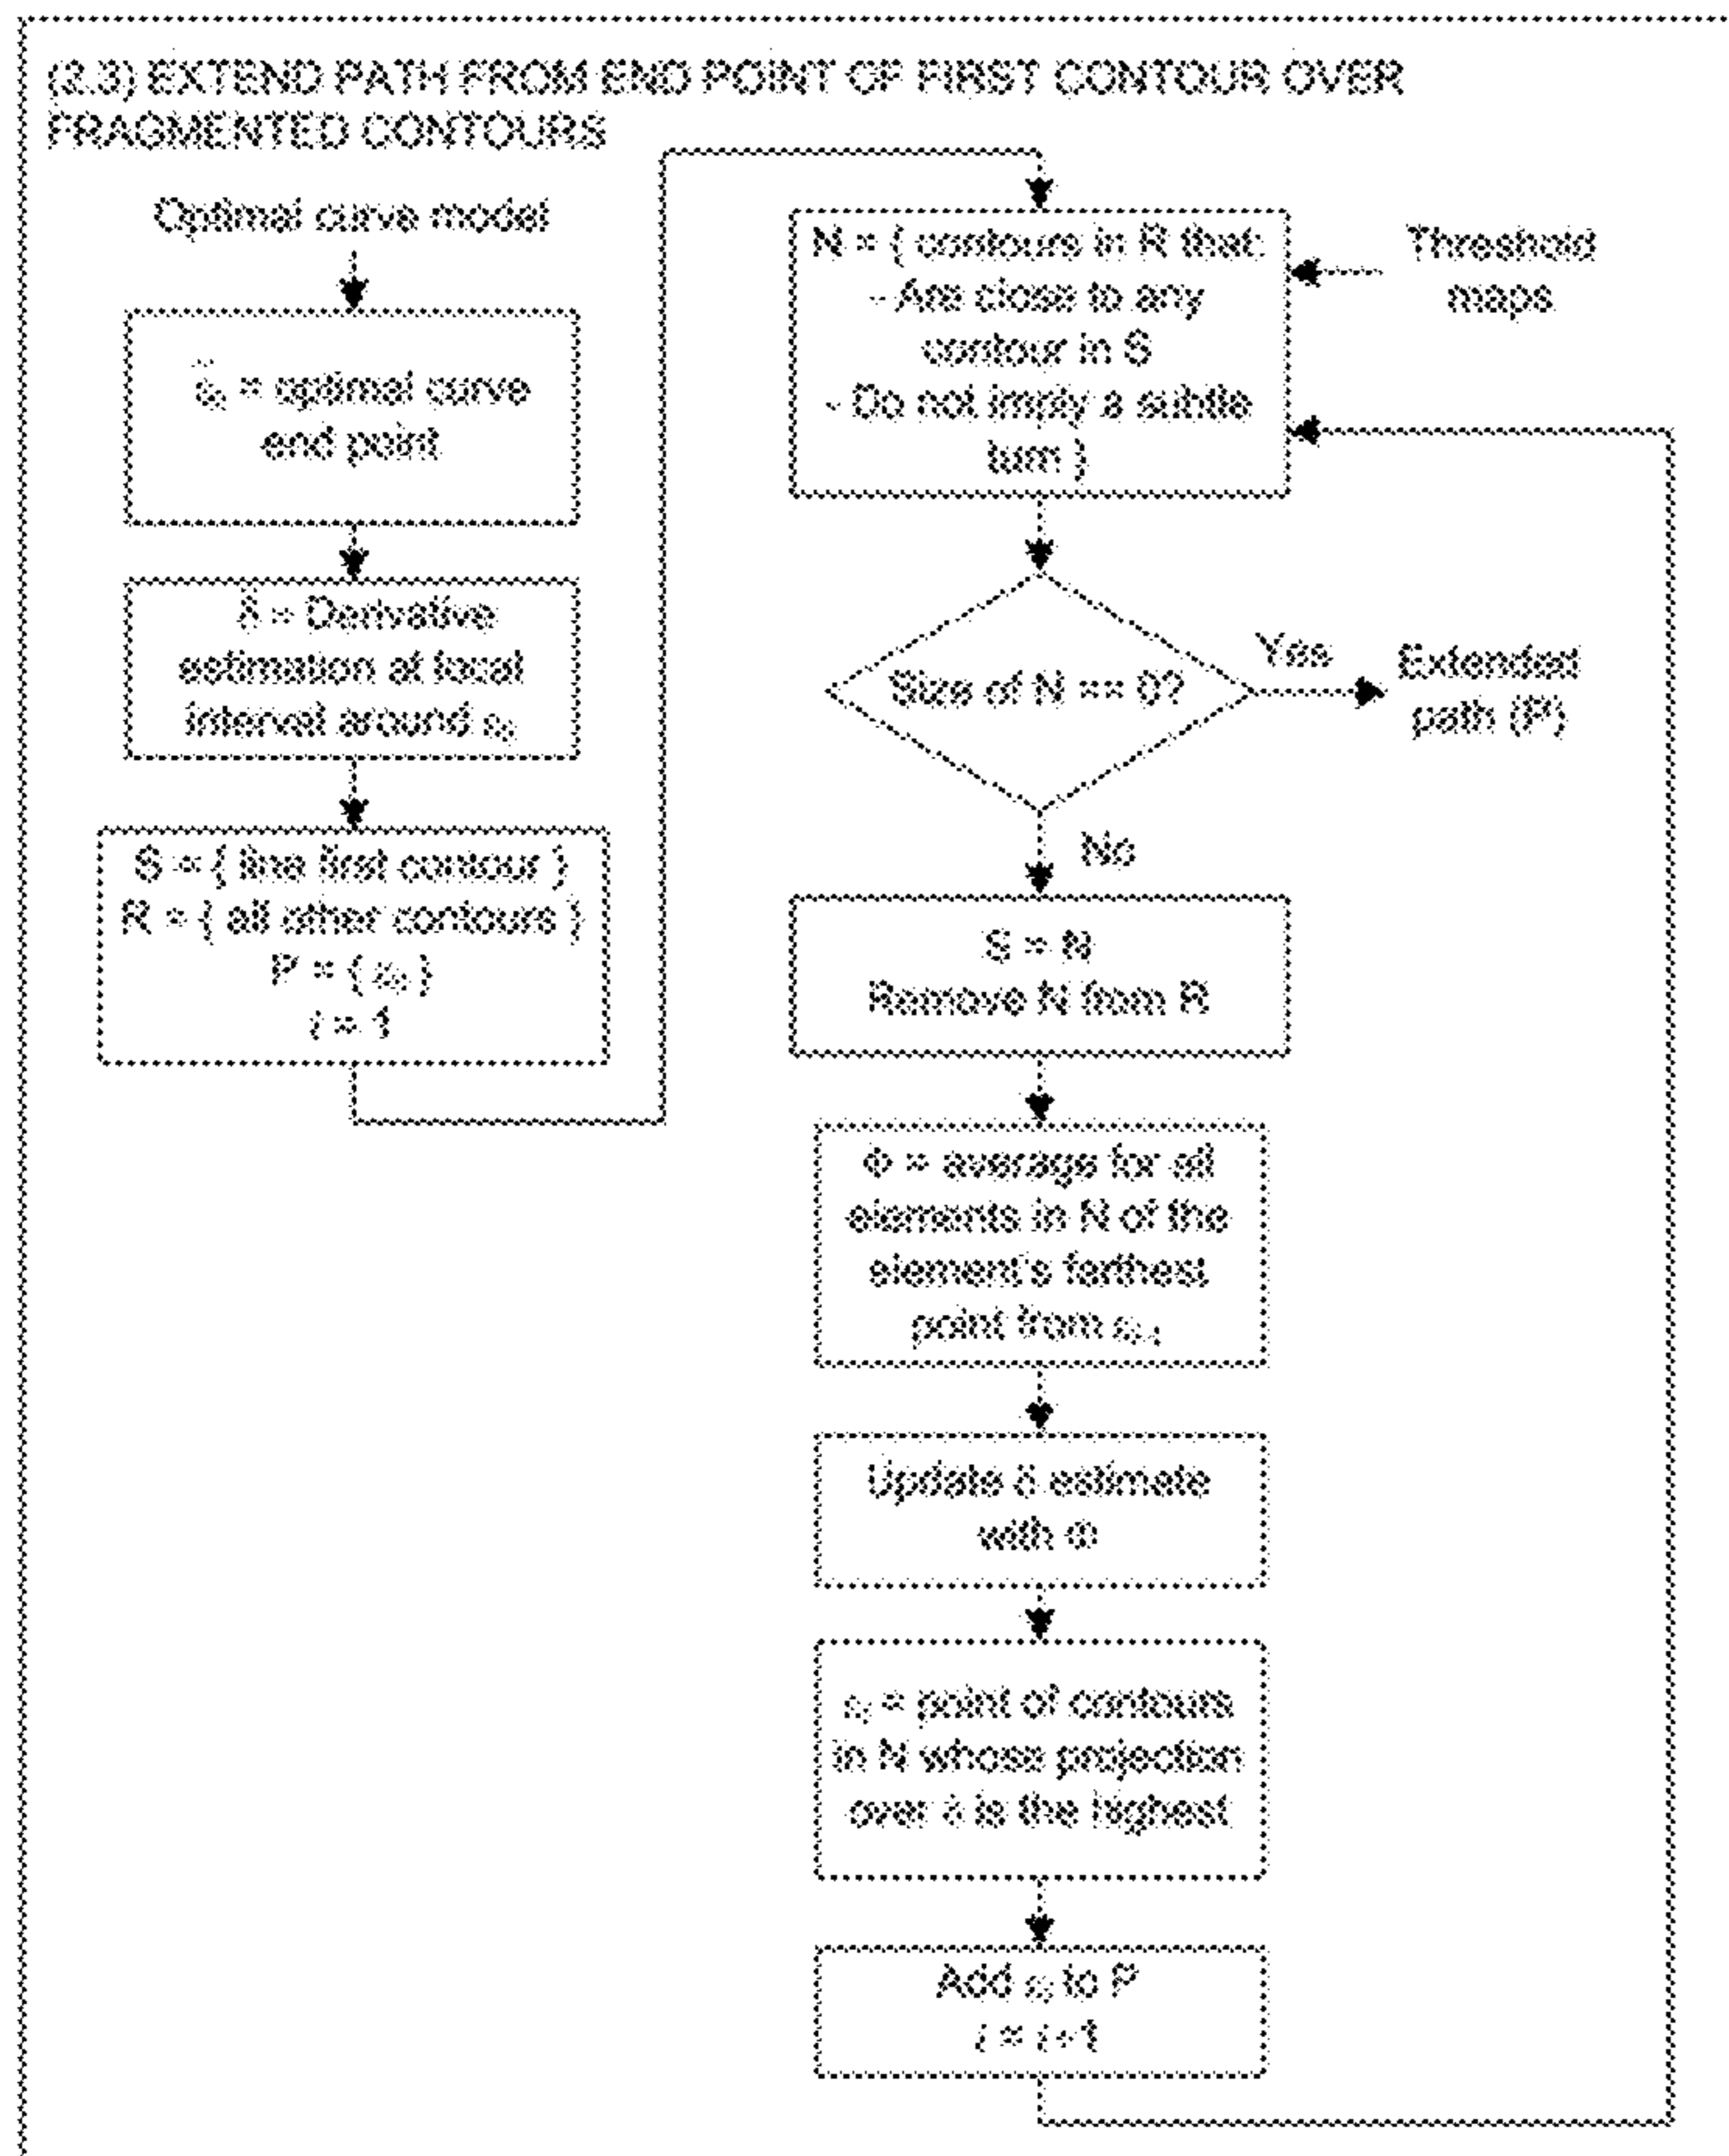 (2.3) EXTEND PATH FROM END POINT OF FIRST CONTOUR OVER
FRAGMENTED CONTOURS
Optimal curve model
= optimal curve
end point
= Derivative
estimation at local
interval around
S = { line first contour }
R = { all other contours }
P = { }
i = 1
N = { contours in R that:
- Are close to any
contour in S
- Do not imply a subtle
turn }
Threshold
maps
Size of N == 0?
Yes
Extended
path (P)
No
S = N
Remove N from R
Φ = average for all
elements in N of the
element's farthest
point from
Update δ estimate
with Φ
= point of contours
in N whose projection
over δ is the highest
Add to P
i = i+1